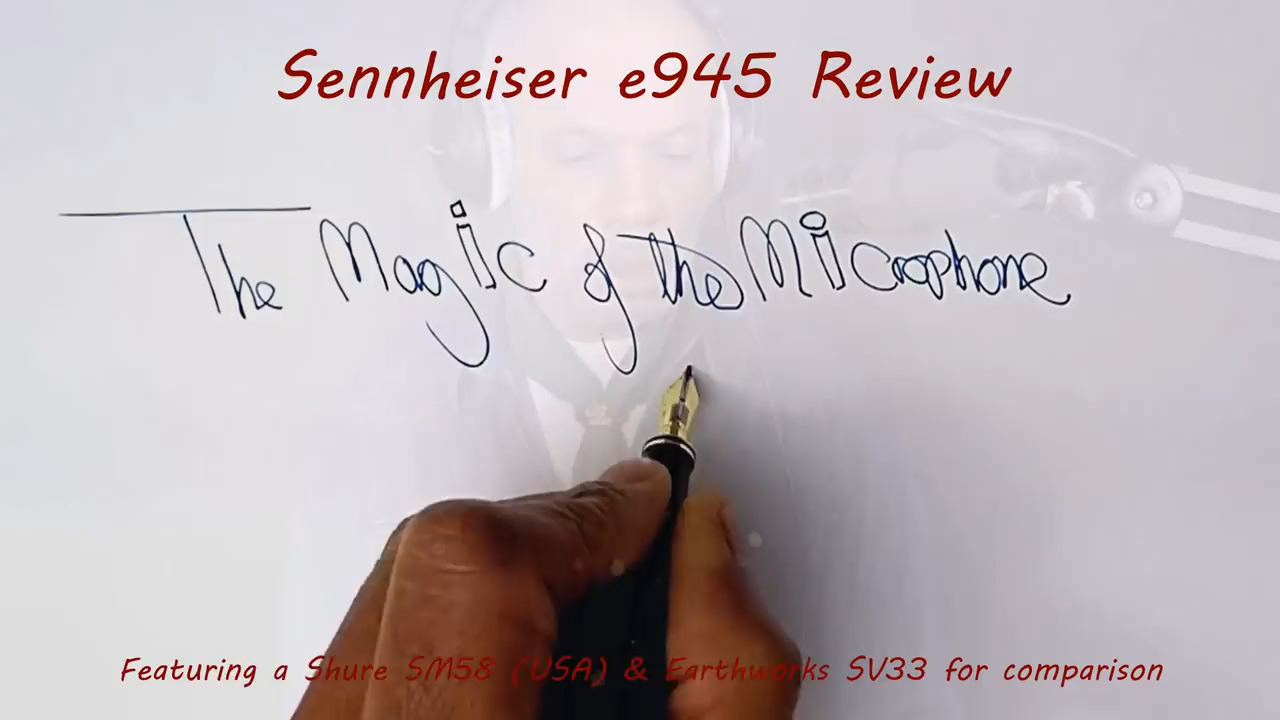 Sennheiser e945 Review
The Magic of the Microphone
Featuring a Shure SM58 (USA) & Earthworks SV33 for comparison